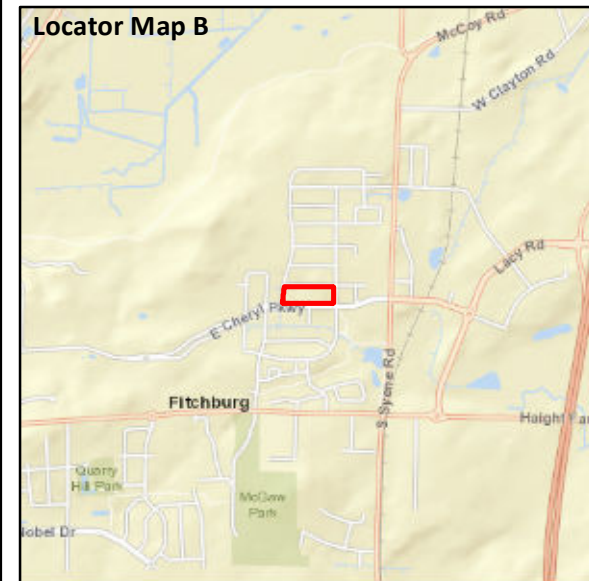 Locator Map B
McCoy Rd
W Clayton Rd
Lacy Rd
E Cheryl Pkwy
S Syene Rd
Fitchburg
Haight Far
Quarry
Hill Park
McGaw
Park
Nobel Dr